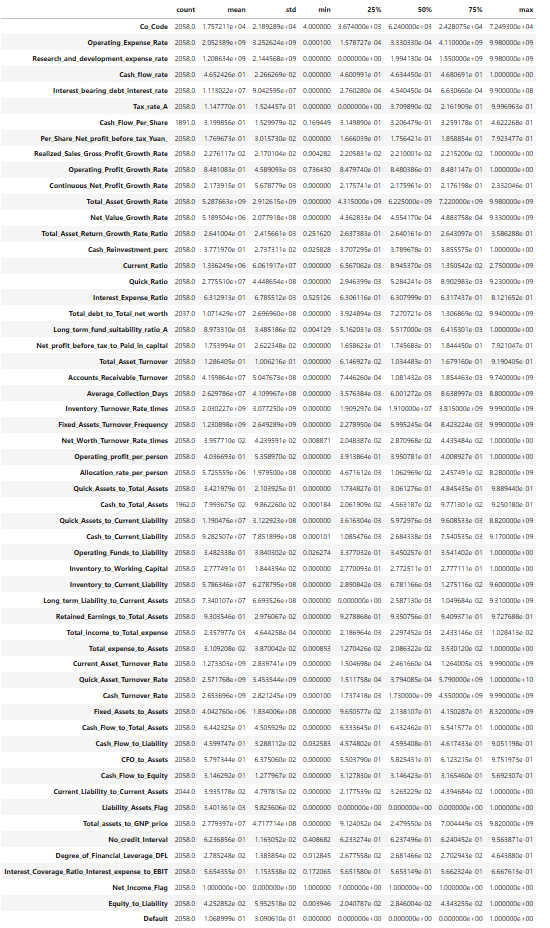 count mean std min 25% 50% 75% max
Co_Code 2058.0 1.757211e+04 2.189289e+04 4.000000 3.674000e+03 6.240000e+03 2.428075e+04 7.249300e+04
Operating_Expense_Rate 2058.0 2.052389e+09 3.252624e+09 0.000100 1.578727e-04 3.330330e-04 4.110000e+09 9.980000e+09
Research_and_development_expense_rate 2058.0 1.208634e+09 2.144568e+09 0.000000 0.000000e+00 1.994130e-04 1.550000e+09 9.980000e+09
Cash_flow_rate 2058.0 4.652426e-01 2.266269e-02 0.000000 4.600991e-01 4.634450e-01 4.680691e-01 1.000000e+00
Interest_bearing_debt_interest_rate 2058.0 1.113022e+07 9.042595e+07 0.000000 2.760280e-04 4.540450e-04 6.630660e-04 9.900000e+08
Tax_rate_A 2058.0 1.147770e-01 1.524457e-01 0.000000 0.000000e+00 3.709890e-02 2.161909e-01 9.996963e-01
Cash_Flow_Per_Share 1891.0 3.199856e-01 1.529979e-02 0.169449 3.149890e-01 3.206479e-01 3.259178e-01 4.622268e-01
Per_Share_Net_profit_before_tax_Yuan_ 2058.0 1.769673e-01 3.015730e-02 0.000000 1.666039e-01 1.756421e-01 1.858854e-01 7.923477e-01
Realized_Sales_Gross_Profit_Growth_Rate 2058.0 2.276117e-02 2.170104e-02 0.004282 2.205831e-02 2.210001e-02 2.215200e-02 1.000000e+00
Operating_Profit_Growth_Rate 2058.0 8.481083e-01 4.589093e-03 0.736430 8.479740e-01 8.480386e-01 8.481147e-01 1.000000e+00
Continuous_Net_Profit_Growth_Rate 2058.0 2.173915e-01 5.678779e-03 0.000000 2.175741e-01 2.175961e-01 2.176198e-01 2.332046e-01
Total_Asset_Growth_Rate 2058.0 5.287663e+09 2.912615e+09 0.000000 4.315000e+09 6.225000e+09 7.220000e+09 9.980000e+09
Net_Value_Growth_Rate 2058.0 5.189504e+06 2.077918e+08 0.000000 4.362833e-04 4.554170e-04 4.883758e-04 9.330000e+09
Total_Asset_Return_Growth_Rate_Ratio 2058.0 2.641004e-01 2.415661e-03 0.251620 2.637383e-01 2.640161e-01 2.643097e-01 3.586288e-01
Cash_Reinvestment_perc 2058.0 3.771970e-01 2.737311e-02 0.025828 3.707295e-01 3.789678e-01 3.855575e-01 1.000000e+00
Current_Ratio 2058.0 1.336249e+06 6.061917e+07 0.000000 6.567062e-03 8.945370e-03 1.350542e-02 2.750000e+09
Quick_Ratio 2058.0 2.775510e+07 4.448654e+08 0.000000 2.946399e-03 5.284241e-03 8.902983e-03 9.230000e+09
Interest_Expense_Ratio 2058.0 6.312913e-01 6.785512e-03 0.525126 6.306116e-01 6.307999e-01 6.317437e-01 8.121652e-01
Total_debt_to_Total_net_worth 2037.0 1.071429e+07 2.696960e+08 0.000000 3.924894e-03 7.270721e-03 1.306869e-02 9.940000e+09
Long_term_fund_suitability_ratio_A 2058.0 8.973310e-03 3.485186e-02 0.004129 5.162031e-03 5.517000e-03 6.415301e-03 1.000000e+00
Net_profit_before_tax_to_Paid_in_capital 2058.0 1.753994e-01 2.622348e-02 0.000000 1.658623e-01 1.745683e-01 1.844450e-01 7.921047e-01
Total_Asset_Turnover 2058.0 1.286405e-01 1.006216e-01 0.000000 6.146927e-02 1.034483e-01 1.679160e-01 9.190405e-01
Accounts_Receivable_Turnover 2058.0 4.159864e+07 5.047673e+08 0.000000 7.446260e-04 1.081432e-03 1.854463e-03 9.740000e+09
Average_Collection_Days 2058.0 2.629786e+07 4.109967e+08 0.000000 3.576384e-03 6.001272e-03 8.638997e-03 8.800000e+09
Inventory_Turnover_Rate_times 2058.0 2.030227e+09 3.077250e+09 0.000000 1.909297e-04 1.910000e+07 3.815000e+09 9.990000e+09
Fixed_Assets_Turnover_Frequency 2058.0 1.230898e+09 2.649289e+09 0.000000 2.278950e-04 5.995245e-04 8.423224e-03 9.990000e+09
Net_Worth_Turnover_Rate_times 2058.0 3.957710e-02 4.239591e-02 0.008871 2.048387e-02 2.870968e-02 4.435484e-02 1.000000e+00
Operating_profit_per_person 2058.0 4.036693e-01 5.358970e-02 0.000000 3.913864e-01 3.950781e-01 4.008927e-01 1.000000e+00
Allocation_rate_per_person 2058.0 5.725559e+06 1.979500e+08 0.000000 4.671612e-03 1.062969e-02 2.457491e-02 8.280000e+09
Quick_Assets_to_Total_Assets 2058.0 3.421979e-01 2.103925e-01 0.000000 1.734827e-01 3.061276e-01 4.845435e-01 9.889440e-01
Cash_to_Total_Assets 1962.0 7.993675e-02 9.862260e-02 0.000184 2.061909e-02 4.563187e-02 9.771301e-02 9.250180e-01
Quick_Assets_to_Current_Liability 2058.0 1.190476e+07 3.122923e+08 0.000000 3.616304e-03 5.972976e-03 9.608533e-03 8.820000e+09
Cash_to_Current_Liability 2058.0 9.282507e+07 7.851899e+08 0.000101 1.085476e-03 2.684338e-03 7.540535e-03 9.170000e+09
Operating_Funds_to_Liability 2058.0 3.482338e-01 3.840302e-02 0.026274 3.377032e-01 3.450257e-01 3.541402e-01 1.000000e+00
Inventory_to_Working_Capital 2058.0 2.777491e-01 1.844394e-02 0.000000 2.770093e-01 2.772511e-01 2.777111e-01 1.000000e+00
Inventory_to_Current_Liability 2058.0 5.786346e+07 6.278795e+08 0.000000 2.890842e-03 6.781166e-03 1.275116e-02 9.600000e+09
Long_term_Liability_to_Current_Assets 2058.0 7.340107e+07 6.693526e+08 0.000000 0.000000e+00 2.587130e-03 1.049684e-02 9.310000e+09
Retained_Earnings_to_Total_Assets 2058.0 9.303546e-01 2.976067e-02 0.000000 9.278868e-01 9.350756e-01 9.409371e-01 9.727688e-01
Total_income_to_Total_expense 2058.0 2.357977e-03 4.644258e-04 0.000000 2.186964e-03 2.297452e-03 2.433146e-03 1.028413e-02
Total_expense_to_Assets 2058.0 3.109208e-02 3.870042e-02 0.000853 1.270426e-02 2.086322e-02 3.530120e-02 1.000000e+00
Current_Asset_Turnover_Rate 2058.0 1.273303e+09 2.839741e+09 0.000000 1.504698e-04 2.461660e-04 1.264005e-03 9.990000e+09
Quick_Asset_Turnover_Rate 2058.0 2.571768e+09 3.453544e+09 0.000000 1.511758e-04 3.794085e-04 5.790000e+09 1.000000e+10
Cash_Turnover_Rate 2058.0 2.653696e+09 2.821245e+09 0.000100 1.737418e-03 1.730000e+09 4.550000e+09 9.990000e+09
Fixed_Assets_to_Assets 2058.0 4.042760e+06 1.834006e+08 0.000000 9.650577e-02 2.138107e-01 4.150287e-01 8.320000e+09
Cash_Flow_to_Total_Assets 2058.0 6.442325e-01 4.505929e-02 0.000000 6.333645e-01 6.432462e-01 6.541577e-01 1.000000e+00
Cash_Flow_to_Liability 2058.0 4.599747e-01 3.288112e-02 0.032583 4.574802e-01 4.593408e-01 4.617433e-01 9.051198e-01
CFO_to_Assets 2058.0 5.797344e-01 6.375060e-02 0.000000 5.503790e-01 5.825431e-01 6.123215e-01 9.751973e-01
Cash_Flow_to_Equity 2058.0 3.146292e-01 1.277967e-02 0.000000 3.127830e-01 3.146423e-01 3.165460e-01 5.692307e-01
Current_Liability_to_Current_Assets 2044.0 3.935178e-02 4.797815e-02 0.000000 2.177539e-02 3.265229e-02 4.394684e-02 1.000000e+00
Liability_Assets_Flag 2058.0 3.401361e-03 5.823606e-02 0.000000 0.000000e+00 0.000000e+00 0.000000e+00 1.000000e+00
Total_assets_to_GNP_price 2058.0 2.779397e+07 4.717714e+08 0.000000 9.124052e-04 2.479550e-03 7.004449e-03 9.820000e+09
No_credit_Interval 2058.0 6.236856e-01 1.163052e-02 0.408682 6.233274e-01 6.237496e-01 6.240452e-01 9.563871e-01
Degree_of_Financial_Leverage_DFL 2058.0 2.785248e-02 1.383854e-02 0.012845 2.677558e-02 2.681466e-02 2.702943e-02 4.643880e-01
Interest_Coverage_Ratio_Interest_expense_to_EBIT 2058.0 5.654355e-01 1.153538e-02 0.172065 5.651580e-01 5.653149e-01 5.662324e-01 6.667613e-01
Net_Income_Flag 2058.0 1.000000e+00 0.000000e+00 1.000000 1.000000e+00 1.000000e+00 1.000000e+00 1.000000e+00
Equity_to_Liability 2058.0 4.252852e-02 5.952518e-02 0.003946 2.040787e-02 2.846004e-02 4.343255e-02 1.000000e+00
Default 2058.0 1.068999e-01 3.090610e-01 0.000000 0.000000e+00 0.000000e+00 0.000000e+00 1.000000e+00